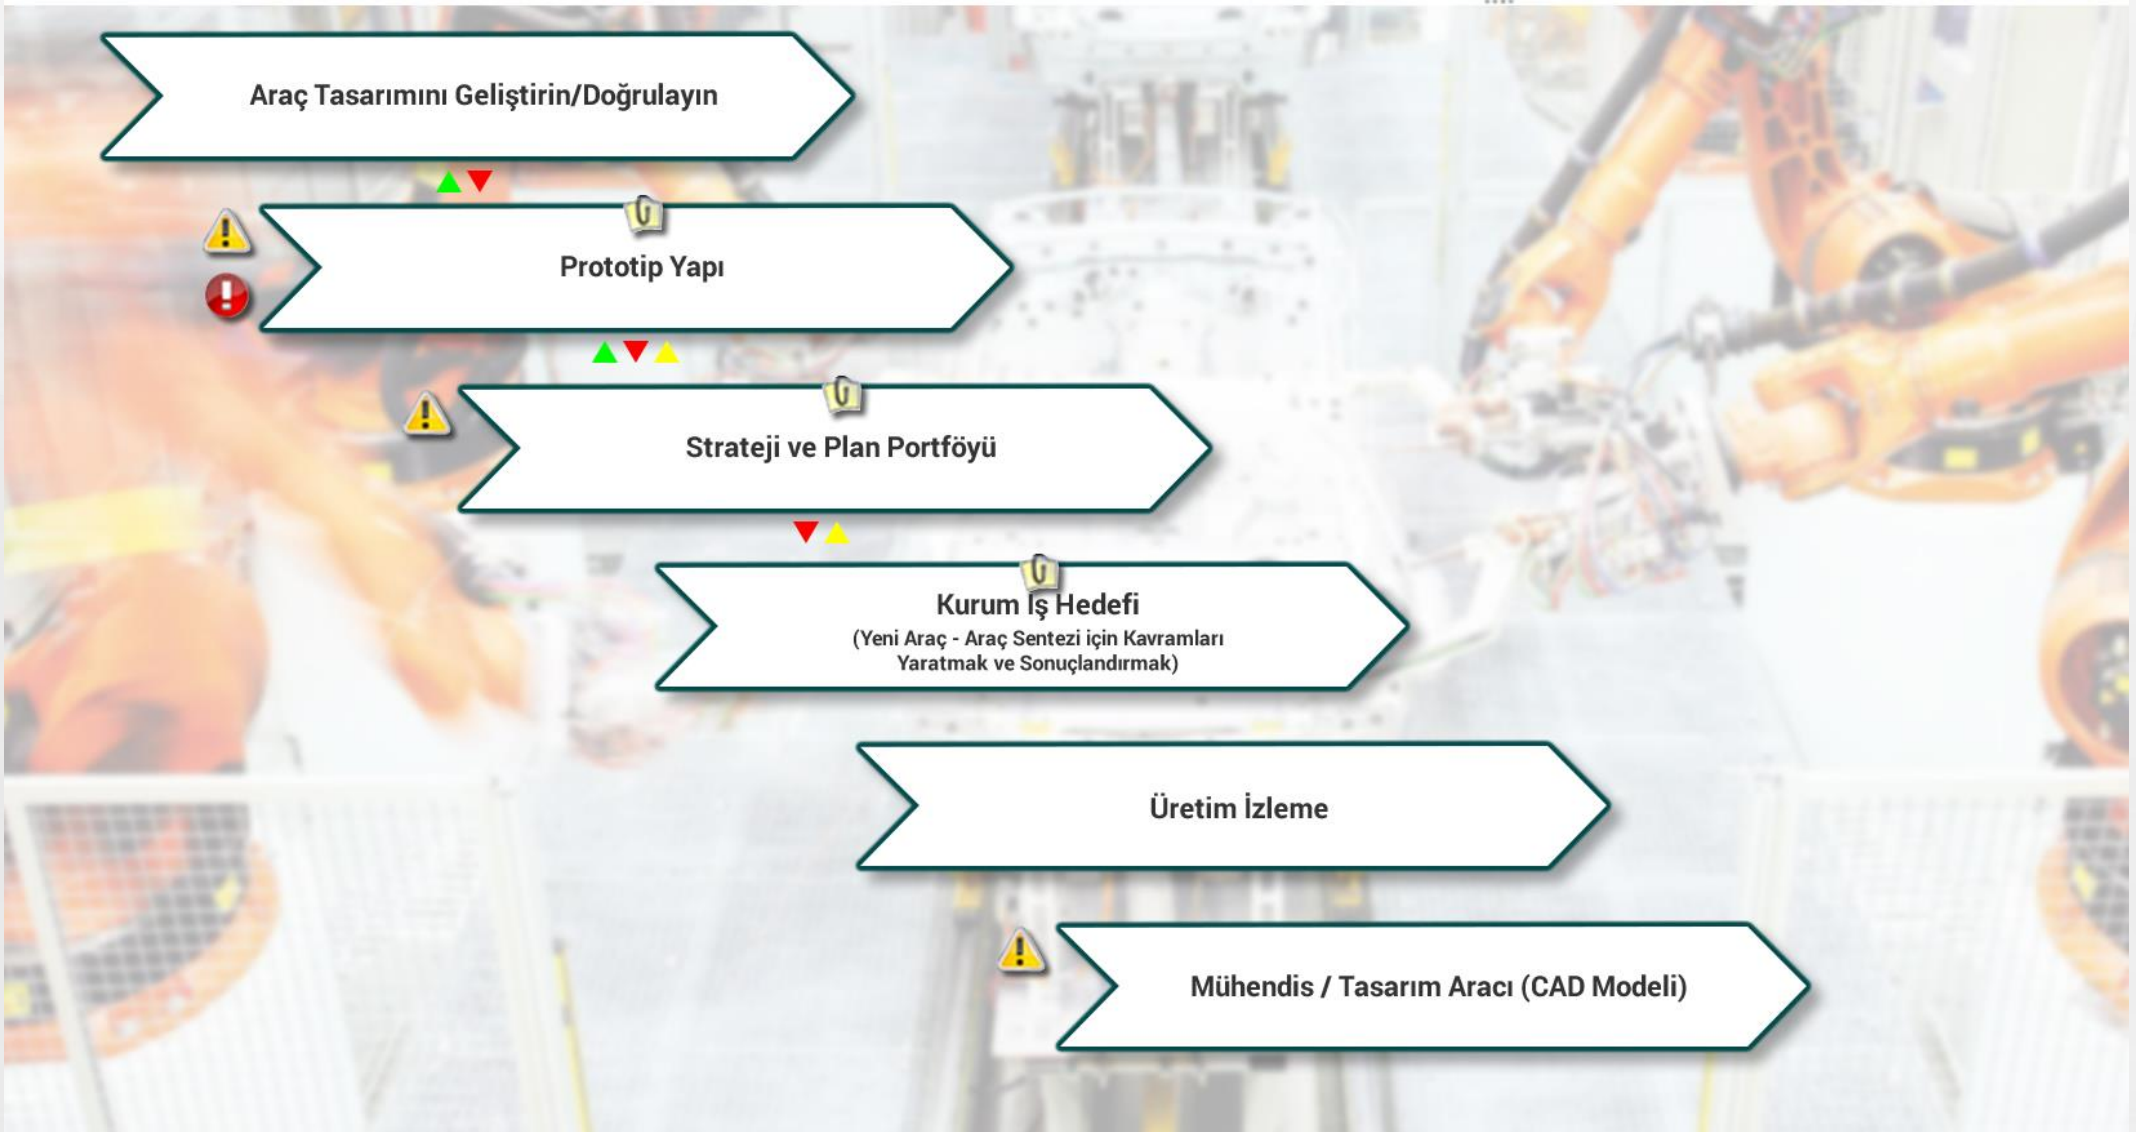 Araç Tasarımını Geliştirin/Doğrulayın
Prototip Yapı
Strateji ve Plan Portföyü
Kurum İş Hedefi
(Yeni Araç - Araç Sentezi için Kavramları
Yaratmak ve Sonuçlandırmak)
Üretim İzleme
Mühendis / Tasarım Aracı (CAD Modeli)